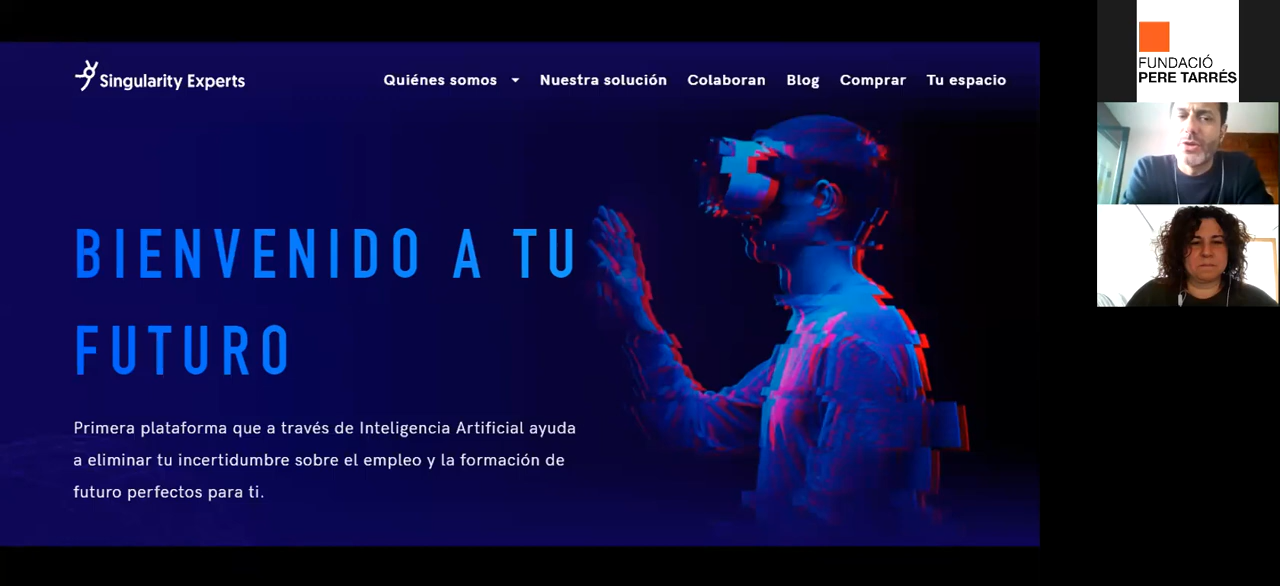 Singularity Experts
Quiénes somos Nuestra solución Colaboran Blog Comprar Tu espacio
BIENVENIDO A TU
FUTURO
Primera plataforma que a través de Inteligencia Artificial ayuda
a eliminar tu incertidumbre sobre el empleo y la formación de
futuro perfectos para ti.
FUNDACIÓ
PERE TARRÉS